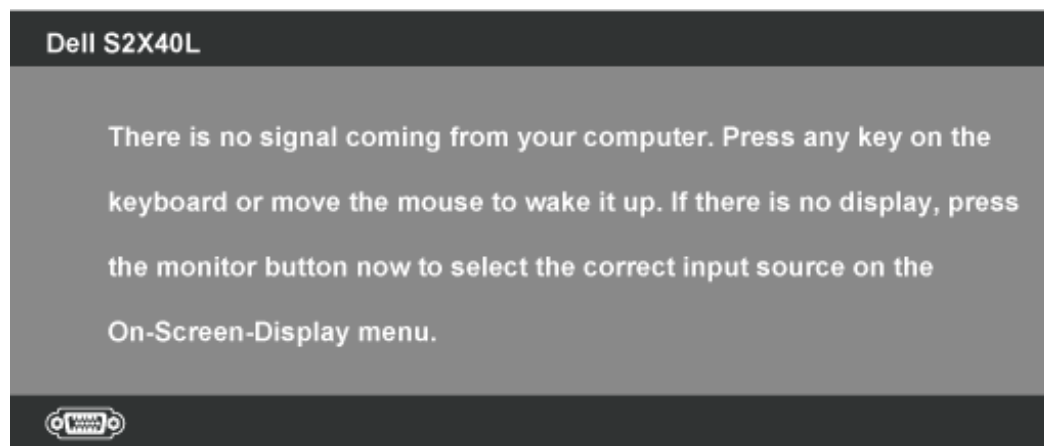 Dell S2X40L
There is no signal coming from your computer. Press any key on the
keyboard or move the mouse to wake it up. If there is no display, press
the monitor button now to select the correct input source on the
On-Screen-Display menu.